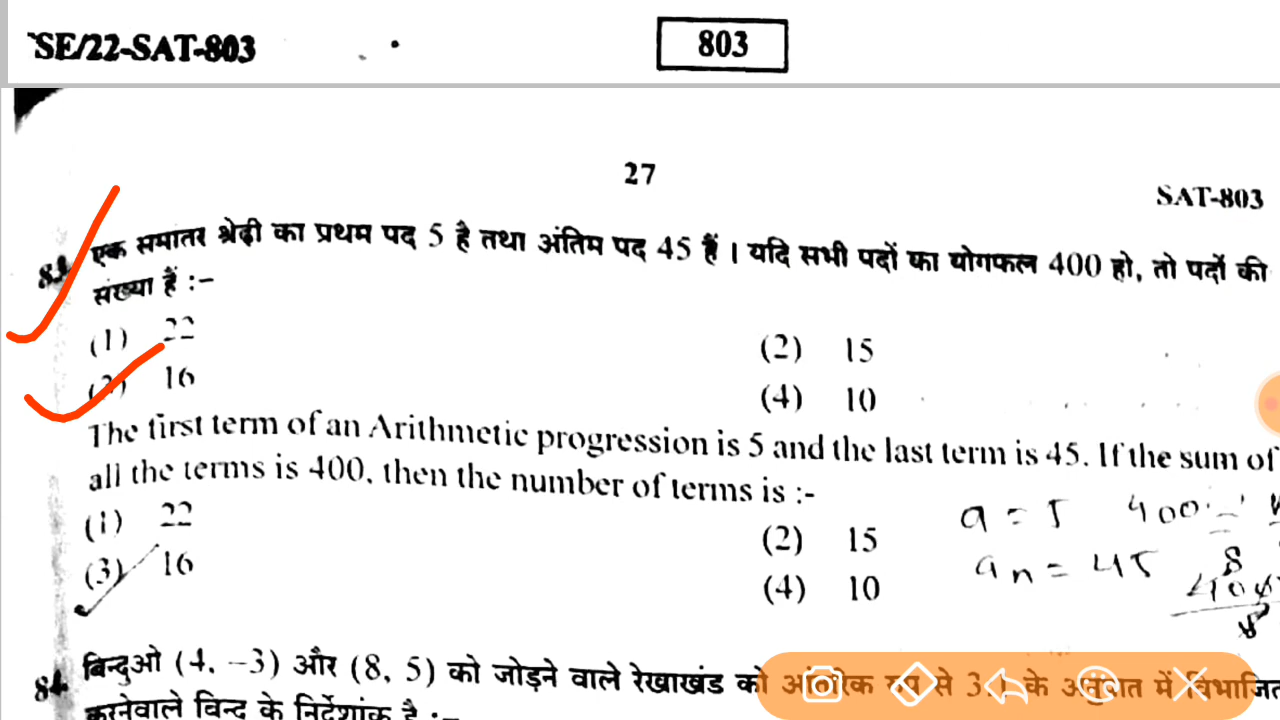 SE/22-SAT-803
803
27
SAT-803
एक समांतर श्रेढ़ी का प्रथम पद 5 है तथा अंतिम पद 45 हैं । यदि सभी पदों का योगफल 400 हो, तो पदों की
संख्या हैं :-
(1) 22
(2) 15
16
(4) 10
The first term of an Arithmetic progression is 5 and the last term is 45. If the sum of
all the terms is 400, then the number of terms is :-
(1) 22
(2) 15
(3) 16
(4) 10
a = 5 400
a n = 45
84. बिन्दुओ (4, -3) और (8, 5) को जोड़ने वाले रेखाखंड को से के में विभाजित
करनेवाले बिन्द के निर्देशांक है :-